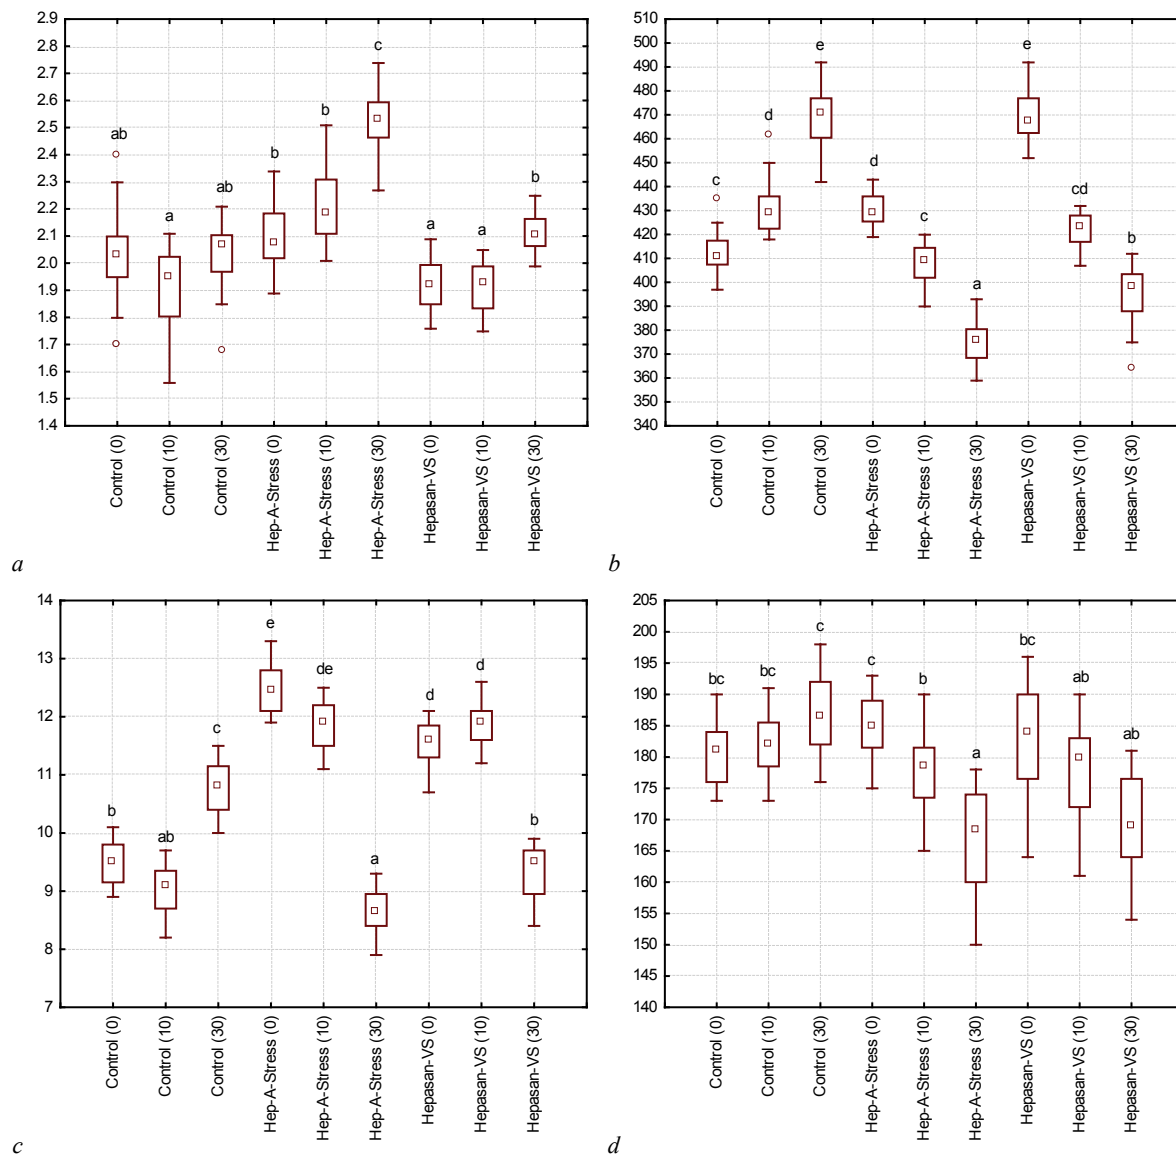 2.9
2.8
2.7
2.6
2.5
2.4
2.3
2.2
2.1
2.0
1.9
1.8
1.7
1.6
1.5
1.4
ab
a
ab
b
b
c
a
a
b
Control (0)
Control (10)
Control (30)
Hep-A-Stress (0)
Hep-A-Stress (10)
Hep-A-Stress (30)
Hepasan-VS (0)
Hepasan-VS (10)
Hepasan-VS (30)
a
510
500
490
480
470
460
450
440
430
420
410
400
390
380
370
360
350
340
c
d
e
d
c
a
e
cd
b
Control (0)
Control (10)
Control (30)
Hep-A-Stress (0)
Hep-A-Stress (10)
Hep-A-Stress (30)
Hepasan-VS (0)
Hepasan-VS (10)
Hepasan-VS (30)
b
14
13
12
11
10
9
8
7
b
ab
c
e
de
a
d
d
b
Control (0)
Control (10)
Control (30)
Hep-A-Stress (0)
Hep-A-Stress (10)
Hep-A-Stress (30)
Hepasan-VS (0)
Hepasan-VS (10)
Hepasan-VS (30)
c
205
200
195
190
185
180
175
170
165
160
155
150
145
140
bc
bc
c
c
b
a
bc
ab
ab
Control (0)
Control (10)
Control (30)
Hep-A-Stress (0)
Hep-A-Stress (10)
Hep-A-Stress (30)
Hepasan-VS (0)
Hepasan-VS (10)
Hepasan-VS (30)
d